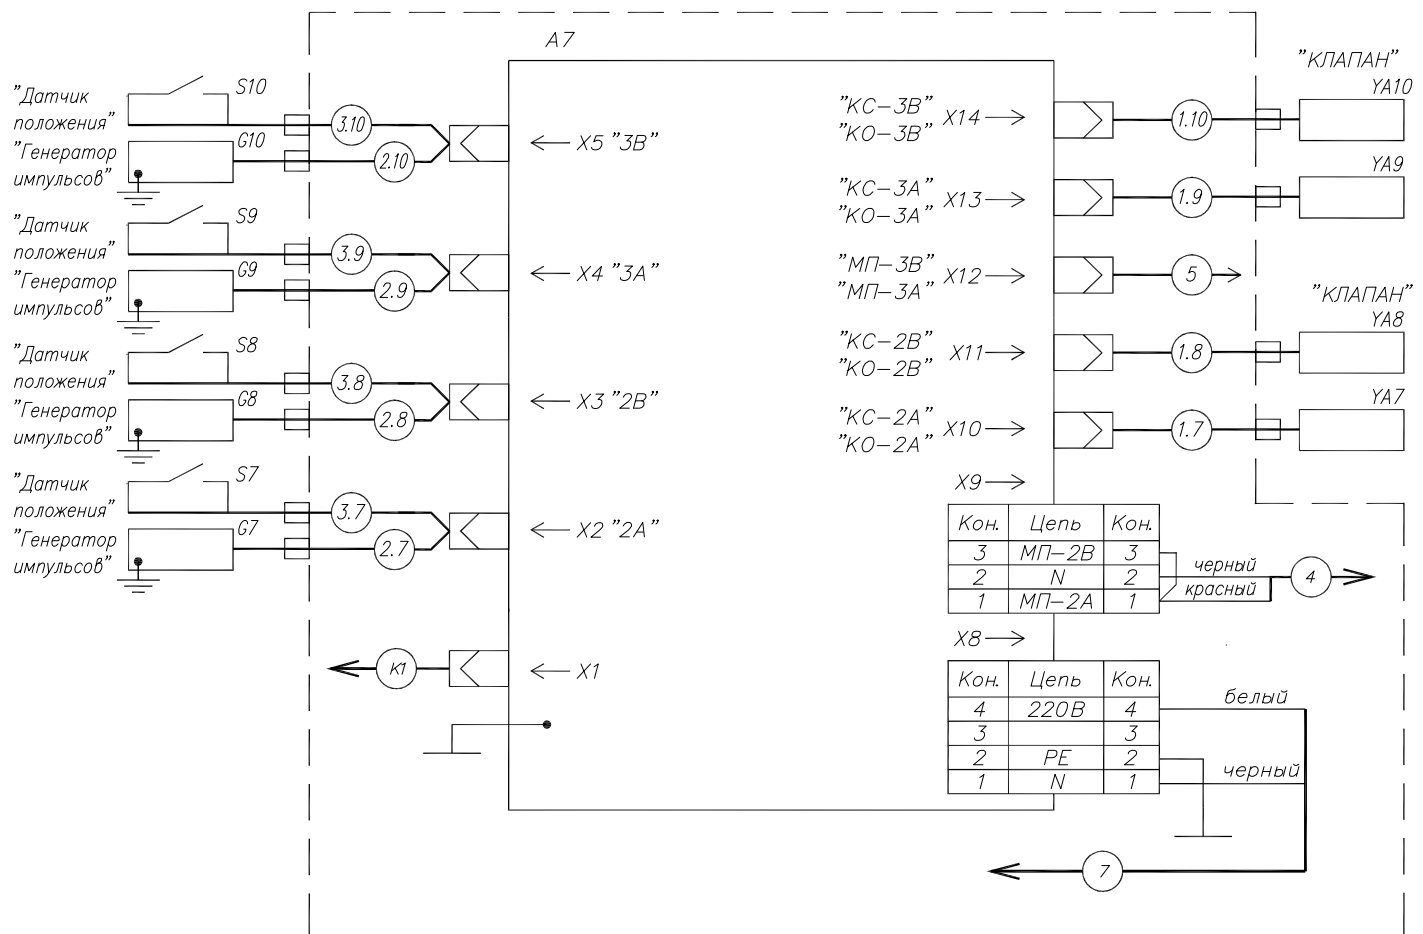 A7
"КЛАПАН"
"Датчик
положения"
S10
3.10
"Генератор
импульсов"
G10
2.10
X5 "3В"
"КС-3В"
"КО-3В"
X14
1.10
YA10
"КС-3А"
"КО-3А"
X13
1.9
YA9
"Датчик
положения"
S9
3.9
"Генератор
импульсов"
G9
2.9
X4 "3А"
"МП-3В"
"МП-3А"
X12
5
"КЛАПАН"
"КС-2В"
"КО-2В"
X11
1.8
YA8
"Датчик
положения"
S8
3.8
"Генератор
импульсов"
G8
2.8
X3 "2В"
"КС-2А"
"КО-2А"
X10
1.7
YA7
"Датчик
положения"
S7
3.7
"Генератор
импульсов"
G7
2.7
X2 "2А"
X9
Кон. Цепь Кон.
3 МП-2В 3
2 N 2
1 МП-2А 1
черный
красный
4
X8
Кон. Цепь Кон.
4 220В 4
3 3
2 PE 2
1 N 1
белый
черный
K1
X1
7